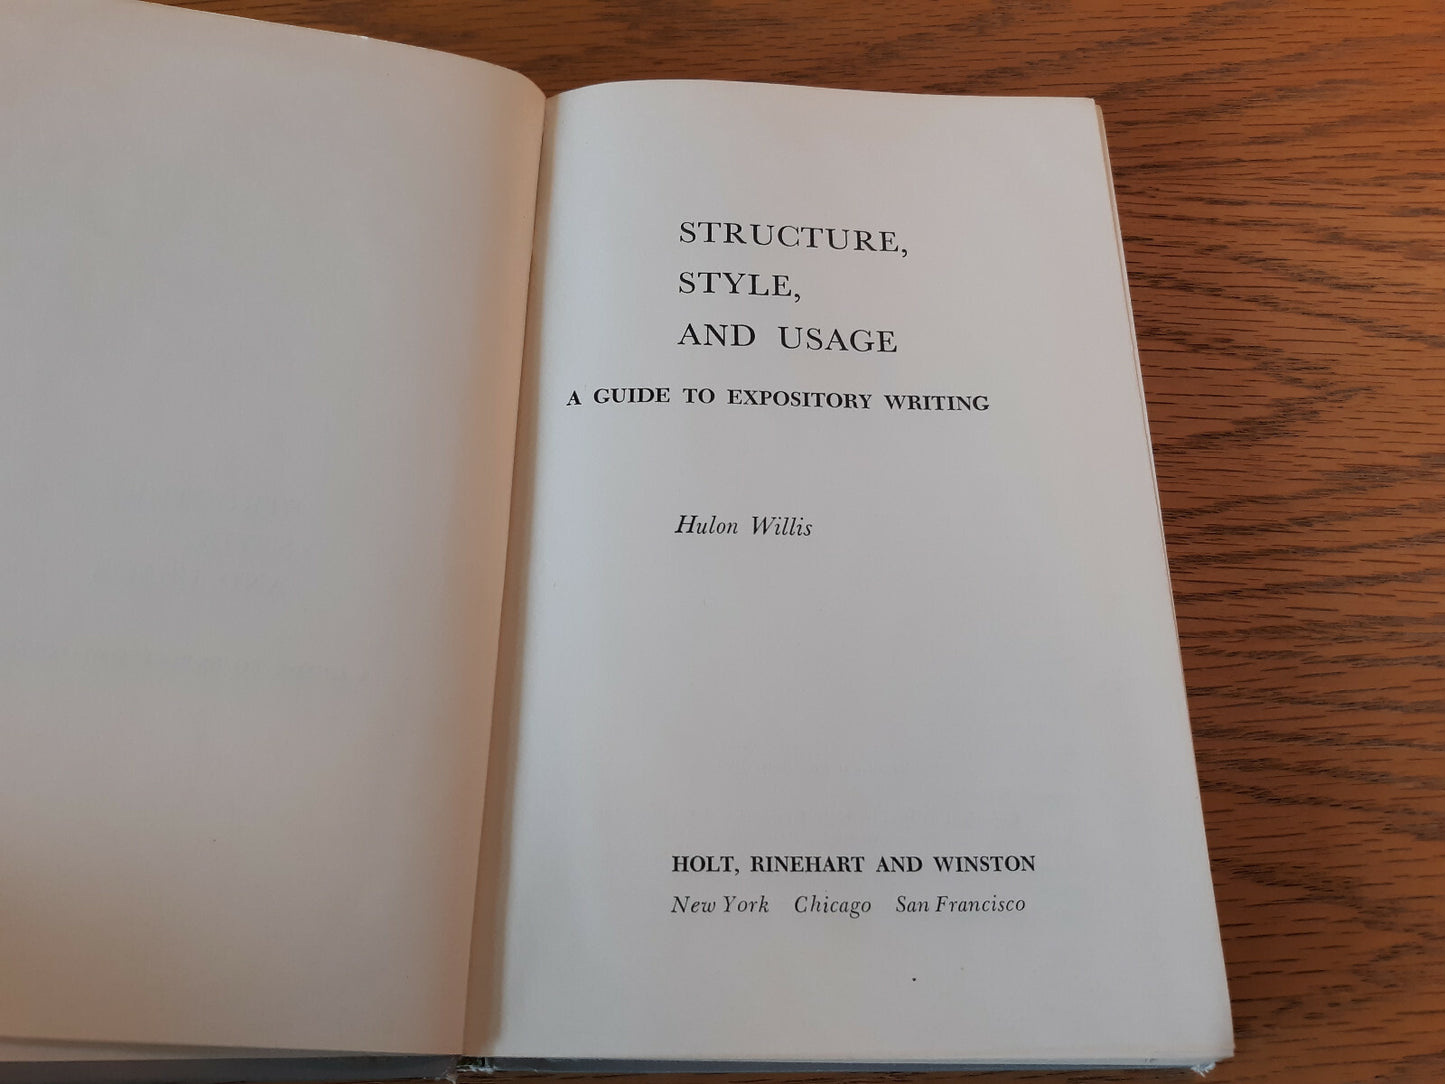 STRUCTURE,
STYLE,
AND USAGE
A GUIDE TO EXPOSITORY WRITING
Hulon Willis
HOLT, RINEHART AND WINSTON
New York Chicago San Francisco